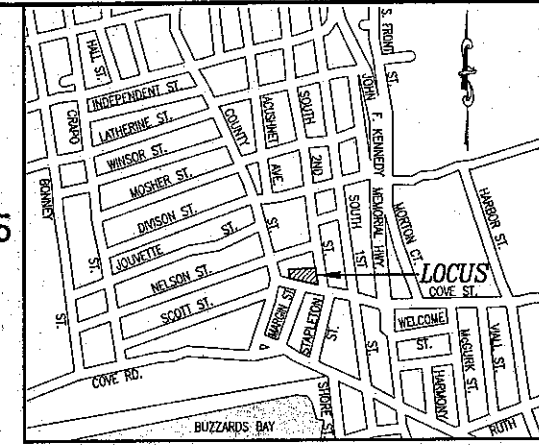 HALL ST.
S. FRONT ST.
INDEPENDENT ST.
LATHERINE ST.
WINSOR ST.
MOSHER ST.
DIVISON ST.
JOUVETTE ST.
NELSON ST.
SCOTT ST.
CRAPO ST.
BONNEY ST.
COUNTY ST.
ACUSHNET AVE.
SOUTH 2ND ST.
SOUTH 1ST ST.
JOHN F. KENNEDY MEMORIAL HWY.
MORTON CT.
HARBOR ST.
LOCUS
COVE ST.
MARGIN ST.
STAPLETON ST.
WELCOME ST.
HARMONY
McGURK ST.
VALL ST.
RUTH
COVE RD.
SHORE ST.
BUZZARDS BAY